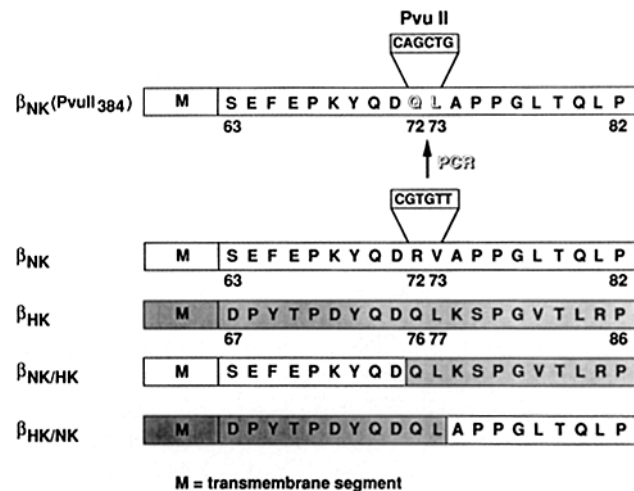 Pvu II
CAGCTG
βNK(PvuII384) M S E F E P K Y Q D Q L A P P G L T Q L P
63 72 73 82
PCR
CGTGTT
βNK M S E F E P K Y Q D R V A P P G L T Q L P
63 72 73 82
βHK M D P Y T P D Y Q D Q L K S P G V T L R P
67 76 77 86
βNK/HK M S E F E P K Y Q D Q L K S P G V T L R P
βHK/NK M D P Y T P D Y Q D Q L A P P G L T Q L P
M = transmembrane segment